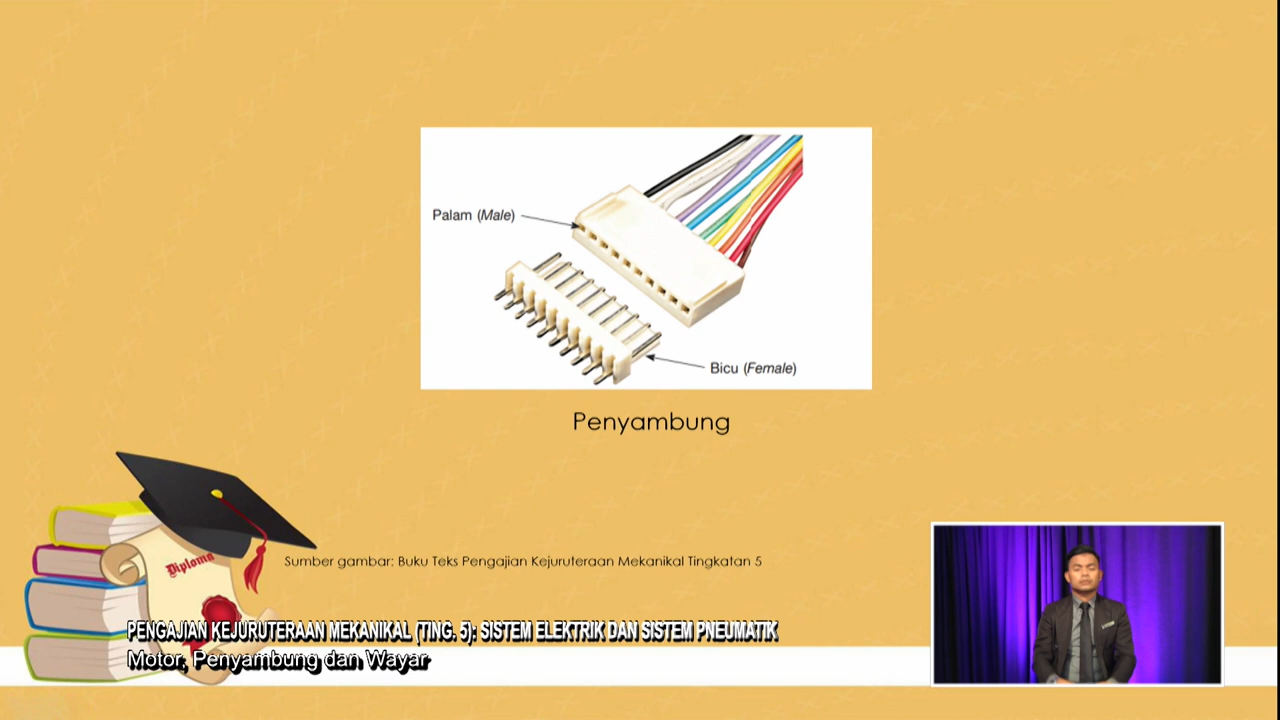 Palam (Male)
Bicu (Female)
Penyambung
Diploma
Sumber gambar: Buku Teks Pengajian Kejuruteraan Mekanikal Tingkatan 5
PENGAJIAN KEJURUTERAAN MEKANIKAL (TING. 5): SISTEM ELEKTRIK DAN SISTEM PNEUMATIK
Motor, Penyambung dan Wayar